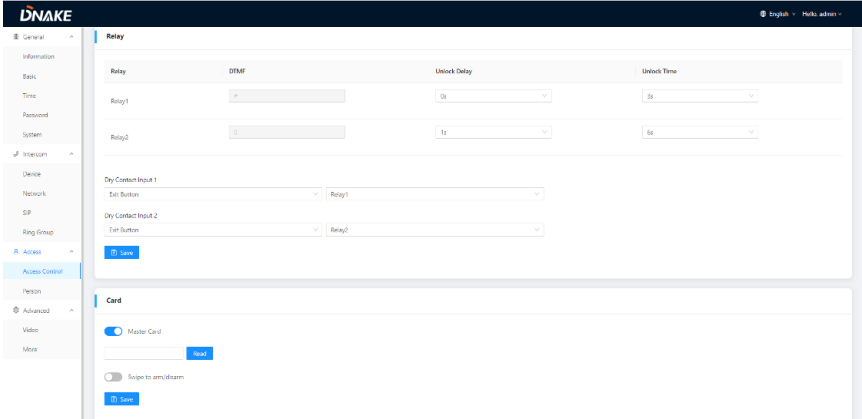 DNAKE
English
Hello, admin
General
Information
Basic
Time
Password
System
Intercom
Device
Network
SIP
Ring Group
Access
Access Control
Person
Advanced
Video
More
Relay
Relay DTMF Unlock Delay Unlock Time
Relay1 0s 3s
Relay2 1s 6s
Dry Contact Input 1
Exit Button Relay1
Dry Contact Input 2
Exit Button Relay2
Save
Card
Master Card
Read
Swipe to arm/disarm
Save